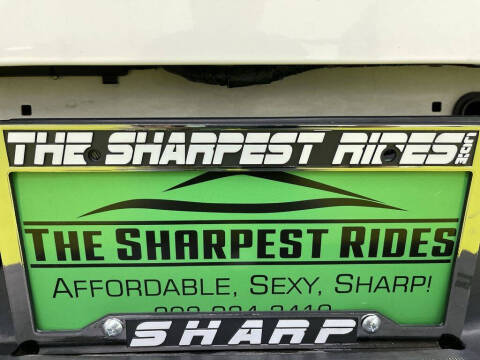 THE SHARPEST RIDES.COM
THE SHARPEST RIDES
AFFORDABLE, SEXY, SHARP!
SHARP